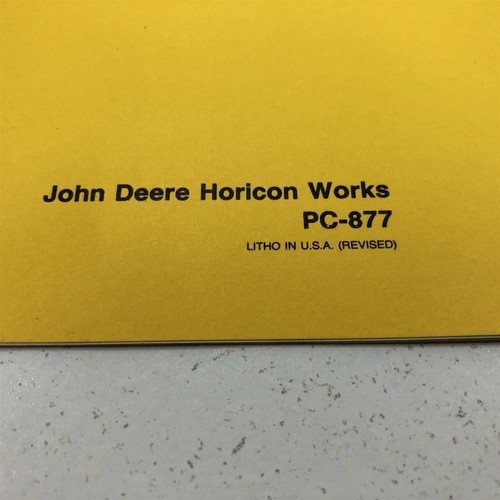 John Deere Horicon Works
PC-877
LITHO IN U.S.A. (REVISED)